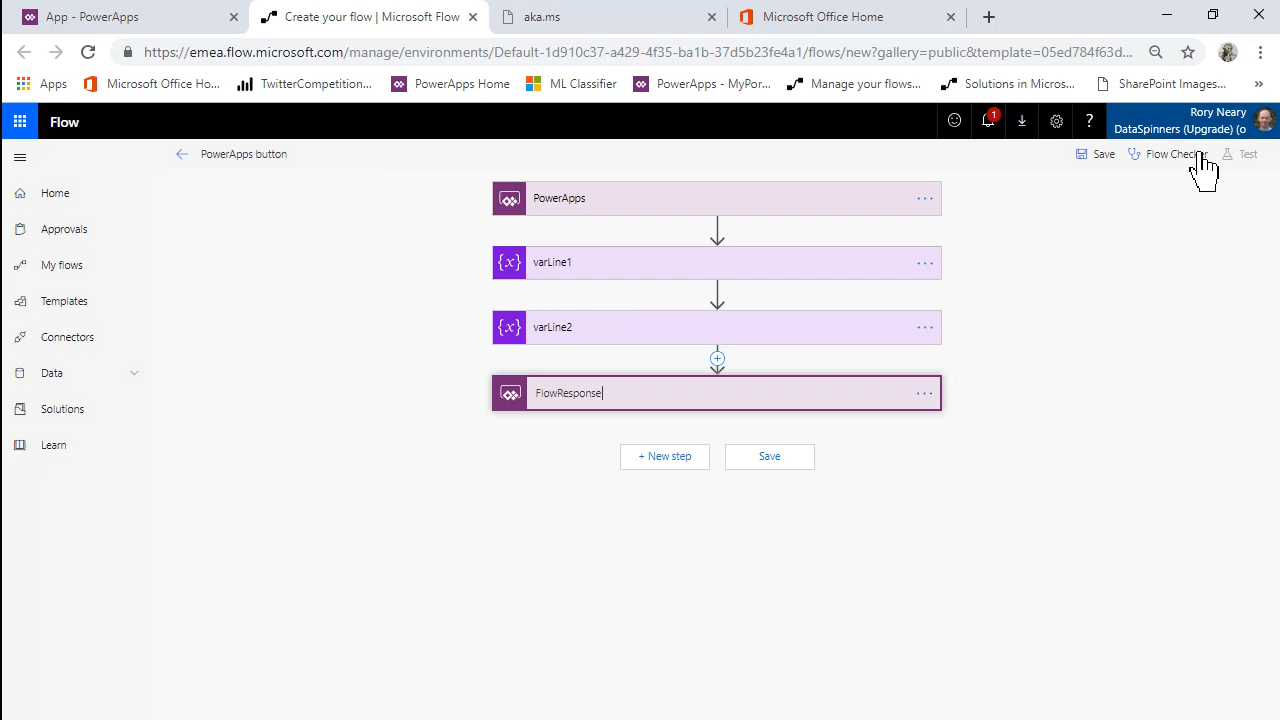 App - PowerApps
Create your flow | Microsoft Flow
aka.ms
Microsoft Office Home
https://emea.flow.microsoft.com/manage/environments/Default-1d910c37-a429-4f35-ba1b-37d5b23fe4a1/flows/new?gallery=public&template=05ed784f63d...
Apps
Microsoft Office Ho...
TwitterCompetition...
PowerApps Home
ML Classifier
PowerApps - MyPor...
Manage your flows...
Solutions in Micros...
SharePoint Images...
»
Flow
1
?
Rory Neary
DataSpinners (Upgrade) (o
PowerApps button
Save
Flow Checker
Test
Home
Approvals
My flows
Templates
Connectors
Data
Solutions
Learn
PowerApps
...
{x}
varLine1
...
{x}
varLine2
...
FlowResponse
...
+ New step
Save